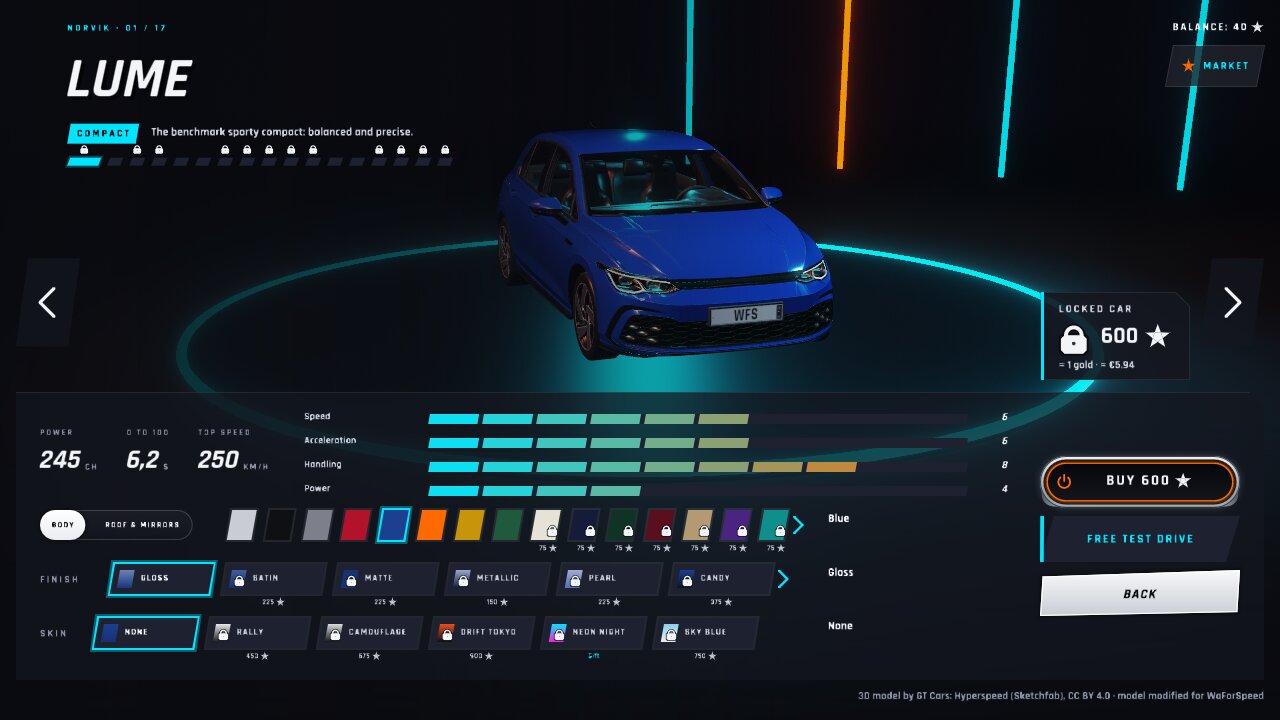 NORVIK · 01 / 17
BALANCE: 40 ★
LUME
★ MARKET
COMPACT The benchmark sporty compact: balanced and precise.
WFS
LOCKED CAR
600 ★
≈ 1 gold · ≈ €5.94
POWER 0 TO 100 TOP SPEED
245 CH 6,2 S 250 KM/H
Speed 6
Acceleration 6
Handling 8
Power 4
BUY 600 ★
BODY ROOF & MIRRORS
Blue
75 ★ 75 ★ 75 ★ 75 ★ 75 ★ 75 ★ 75 ★
FREE TEST DRIVE
FINISH GLOSS SATIN MATTE METALLIC PEARL CANDY
Gloss
225 ★ 225 ★ 150 ★ 225 ★ 375 ★
BACK
SKIN NONE RALLY CAMOUFLAGE DRIFT TOKYO NEON NIGHT SKY BLUE
None
450 ★ 675 ★ 900 ★ Gift 750 ★
3D model by GT Cars: Hyperspeed (Sketchfab), CC BY 4.0 · model modified for WaForSpeed